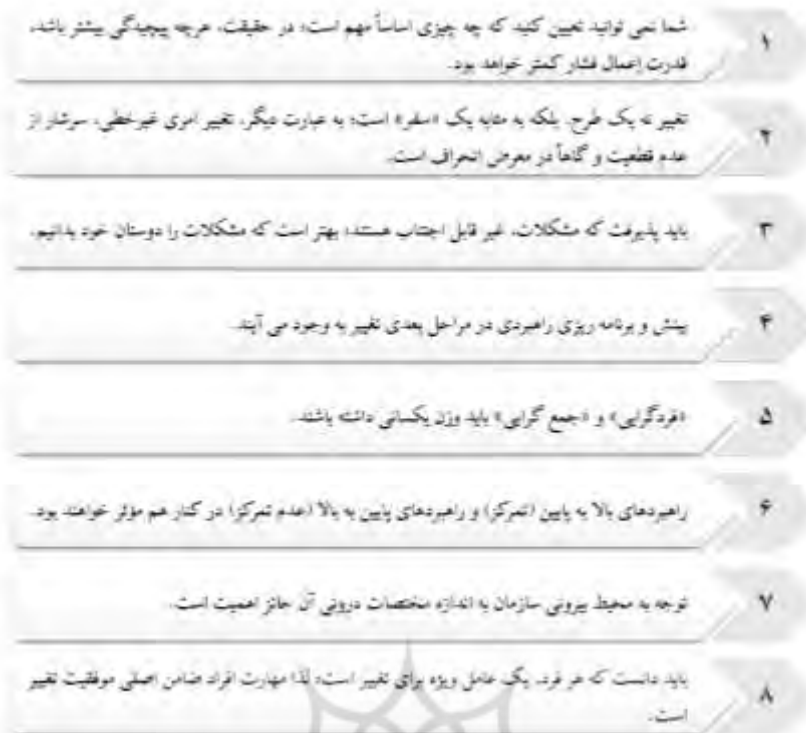 ۱
شما نمی توانید تعیین کنید که چه چیزی اساساً مهم است؛ در حقیقت، هرچه پیچیدگی بیشتر باشد،
قدرت اعمال فشار کمتر خواهد بود.
۲
تغییر نه یک طرح، بلکه به مثابه یک «سفر» است؛ به عبارت دیگر، تغییر امری غیرخطی، سرشار از
عدم قطعیت و گاهاً در معرض انحراف است.
۳
باید پذیرفت که مشکلات، غیر قابل اجتناب هستند؛ بهتر است که مشکلات را دوستان خود بدانیم.
۴
بینش و برنامه ریزی راهبردی در مراحل بعدی تغییر به وجود می آیند.
۵
«فردگرایی» و «جمع گرایی» باید وزن یکسانی داشته باشند.
۶
راهبردهای بالا به پایین (تمرکز) و راهبردهای پایین به بالا (عدم تمرکز) در کنار هم مؤثر خواهند بود.
۷
توجه به محیط بیرونی سازمان به اندازه مختصات درونی آن حائز اهمیت است.
۸
باید دانست که هر فرد، یک عامل ویژه برای تغییر است؛ لذا مهارت افراد ضامن اصلی موفقیت تغییر
است.